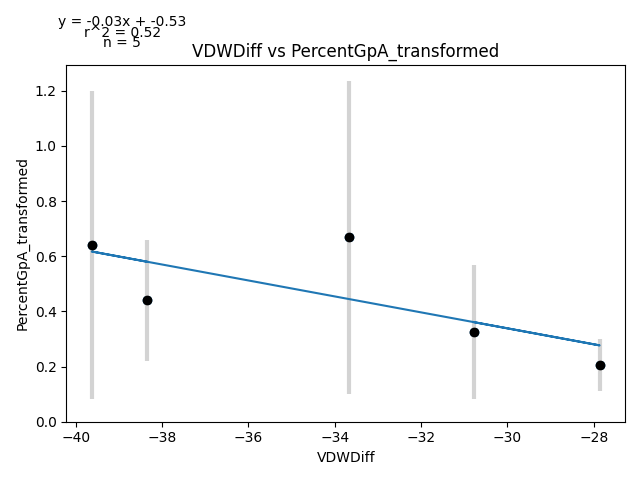 y = -0.03x + -0.53
r^2 = 0.52
n = 5
VDWDiff vs PercentGpA_transformed
PercentGpA_transformed
1.2
1.0
0.8
0.6
0.4
0.2
0.0
−40
−38
−36
−34
−32
−30
−28
VDWDiff